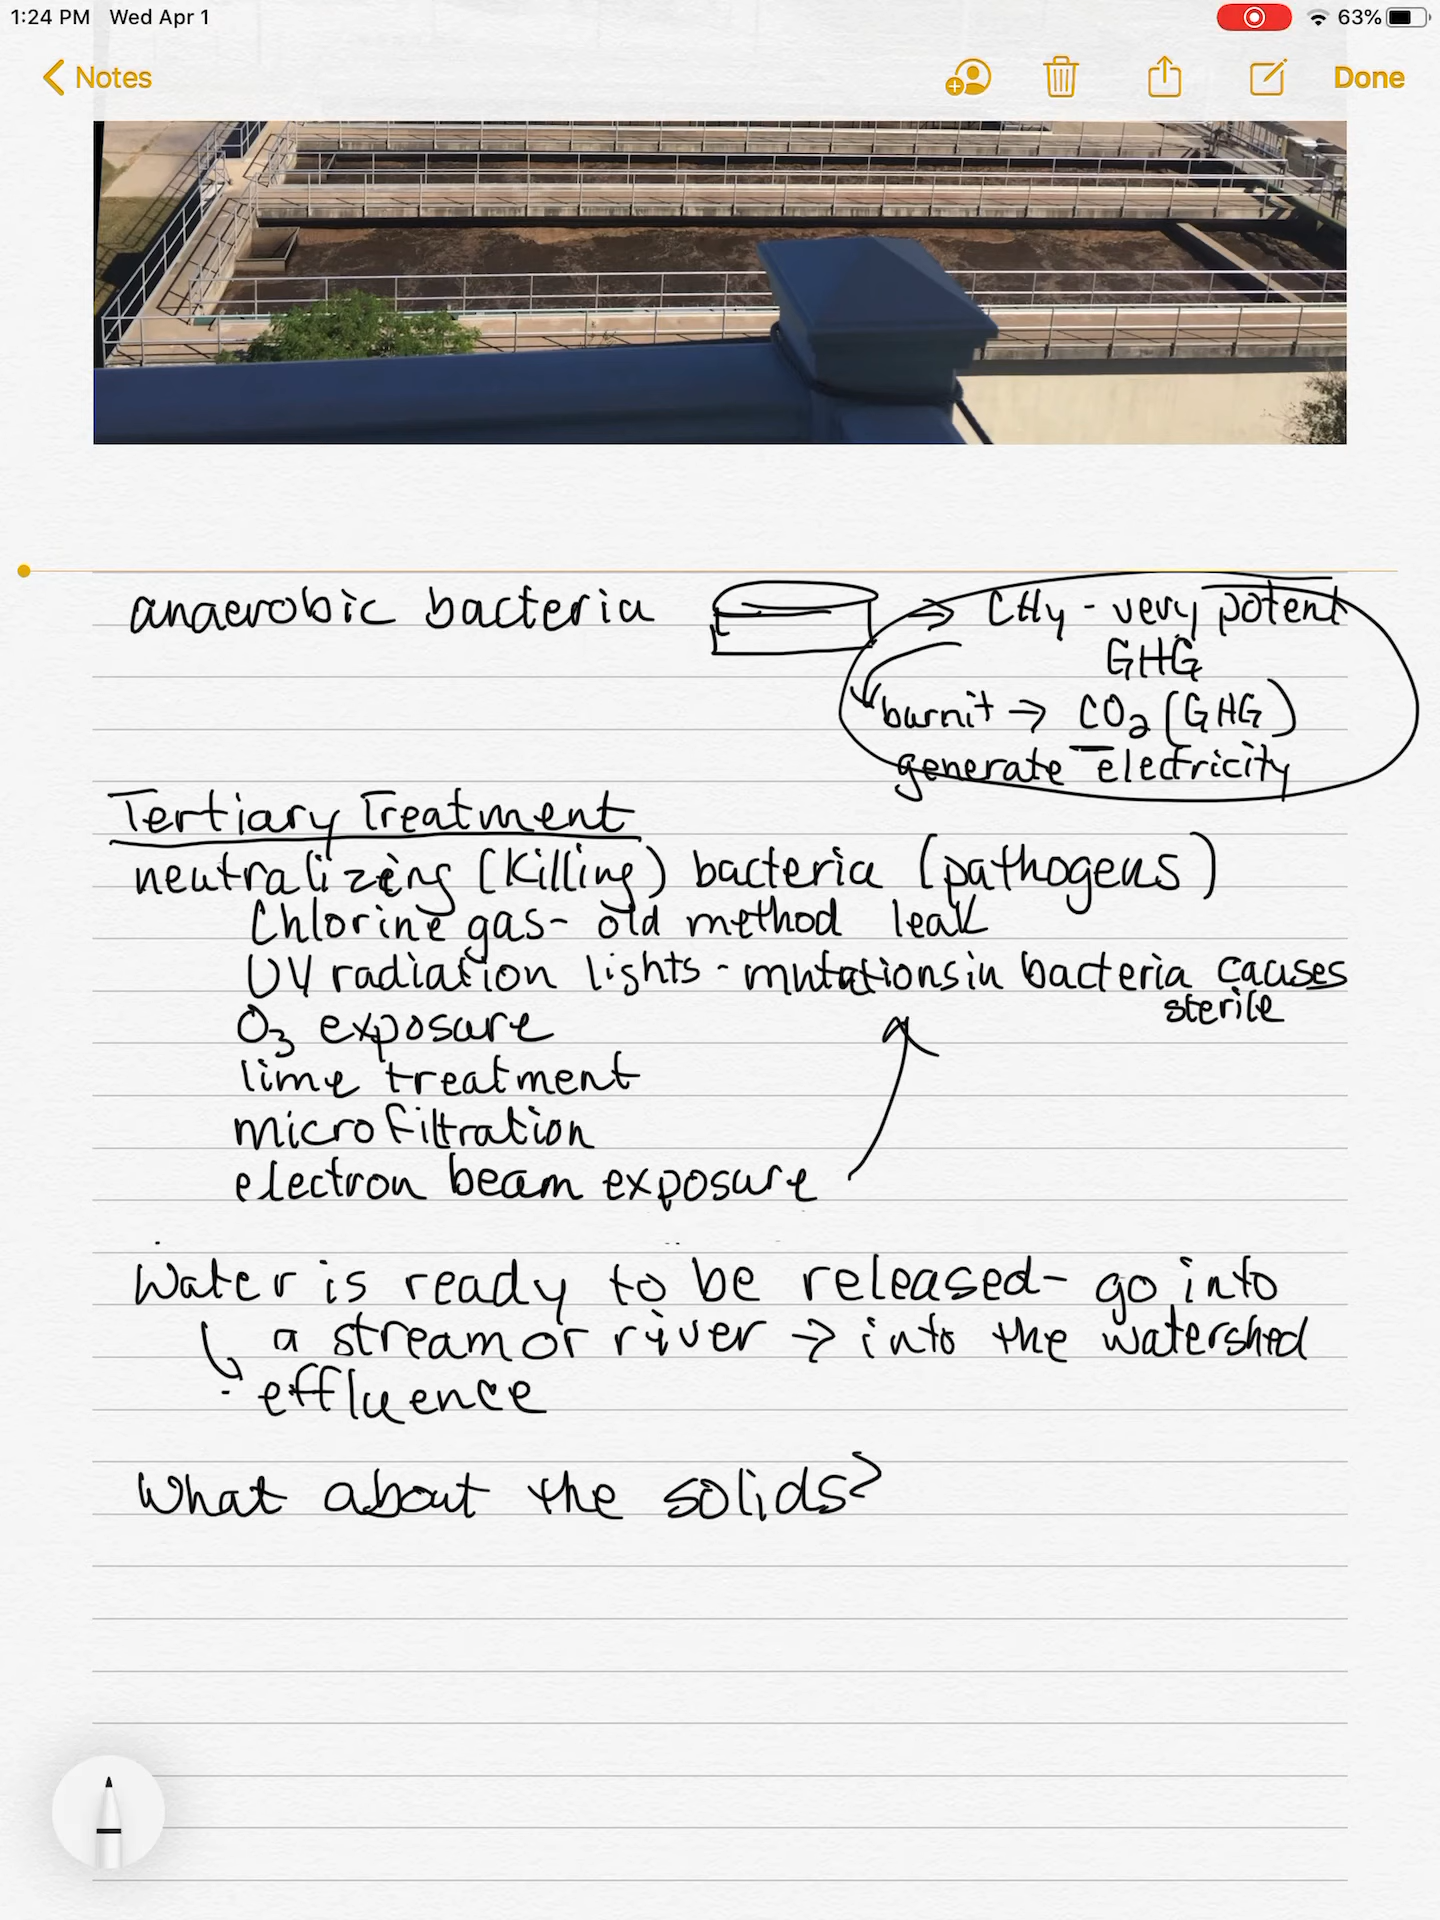 1:24 PM Wed Apr 1
63%
Notes
Done
anaerobic bacteria → CH4 - very potent
GHG
burn it → CO2 (GHG)
generate electricity
Tertiary Treatment
neutralizing (killing) bacteria (pathogens)
Chlorine gas - old method leak
UV radiation lights - mutations in bacteria causes
sterile
O3 exposure
lime treatment
microfiltration
electron beam exposure
Water is ready to be released - go into
a stream or river → into the watershed
effluence
What about the solids?